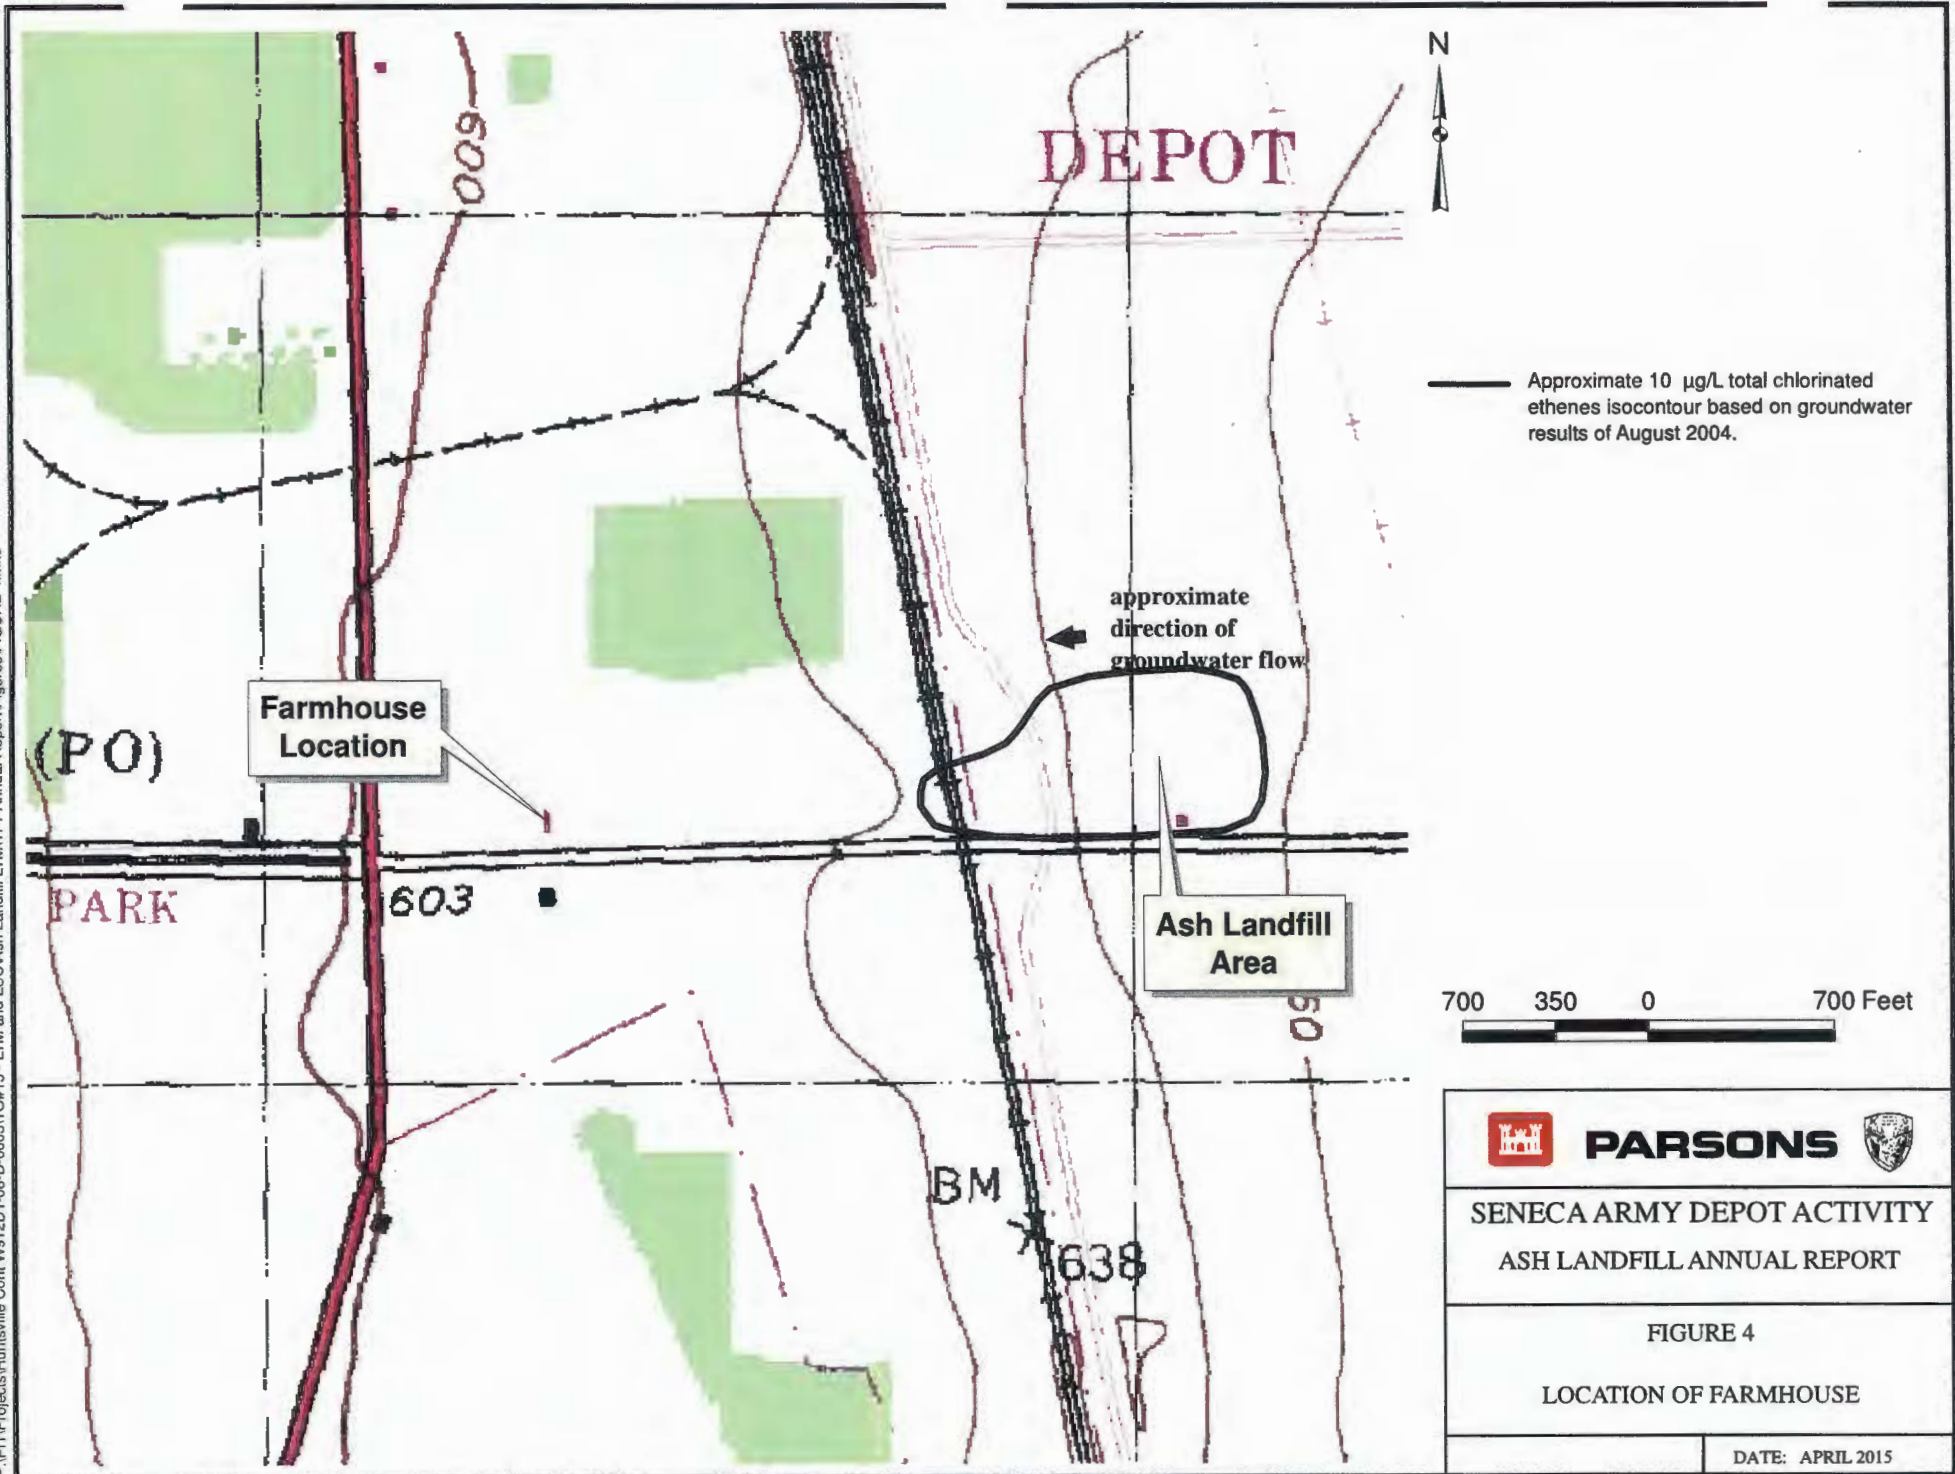 N
600
DEPOT
Approximate 10 µg/L total chlorinated
ethenes isocontour based on groundwater
results of August 2004.
approximate
direction of
groundwater flow
Farmhouse
Location
(PO)
PARK
603
Ash Landfill
Area
700 350 0 700 Feet
BM
638
PARSONS
SENECA ARMY DEPOT ACTIVITY
ASH LANDFILL ANNUAL REPORT
FIGURE 4
LOCATION OF FARMHOUSE
DATE: APRIL 2015